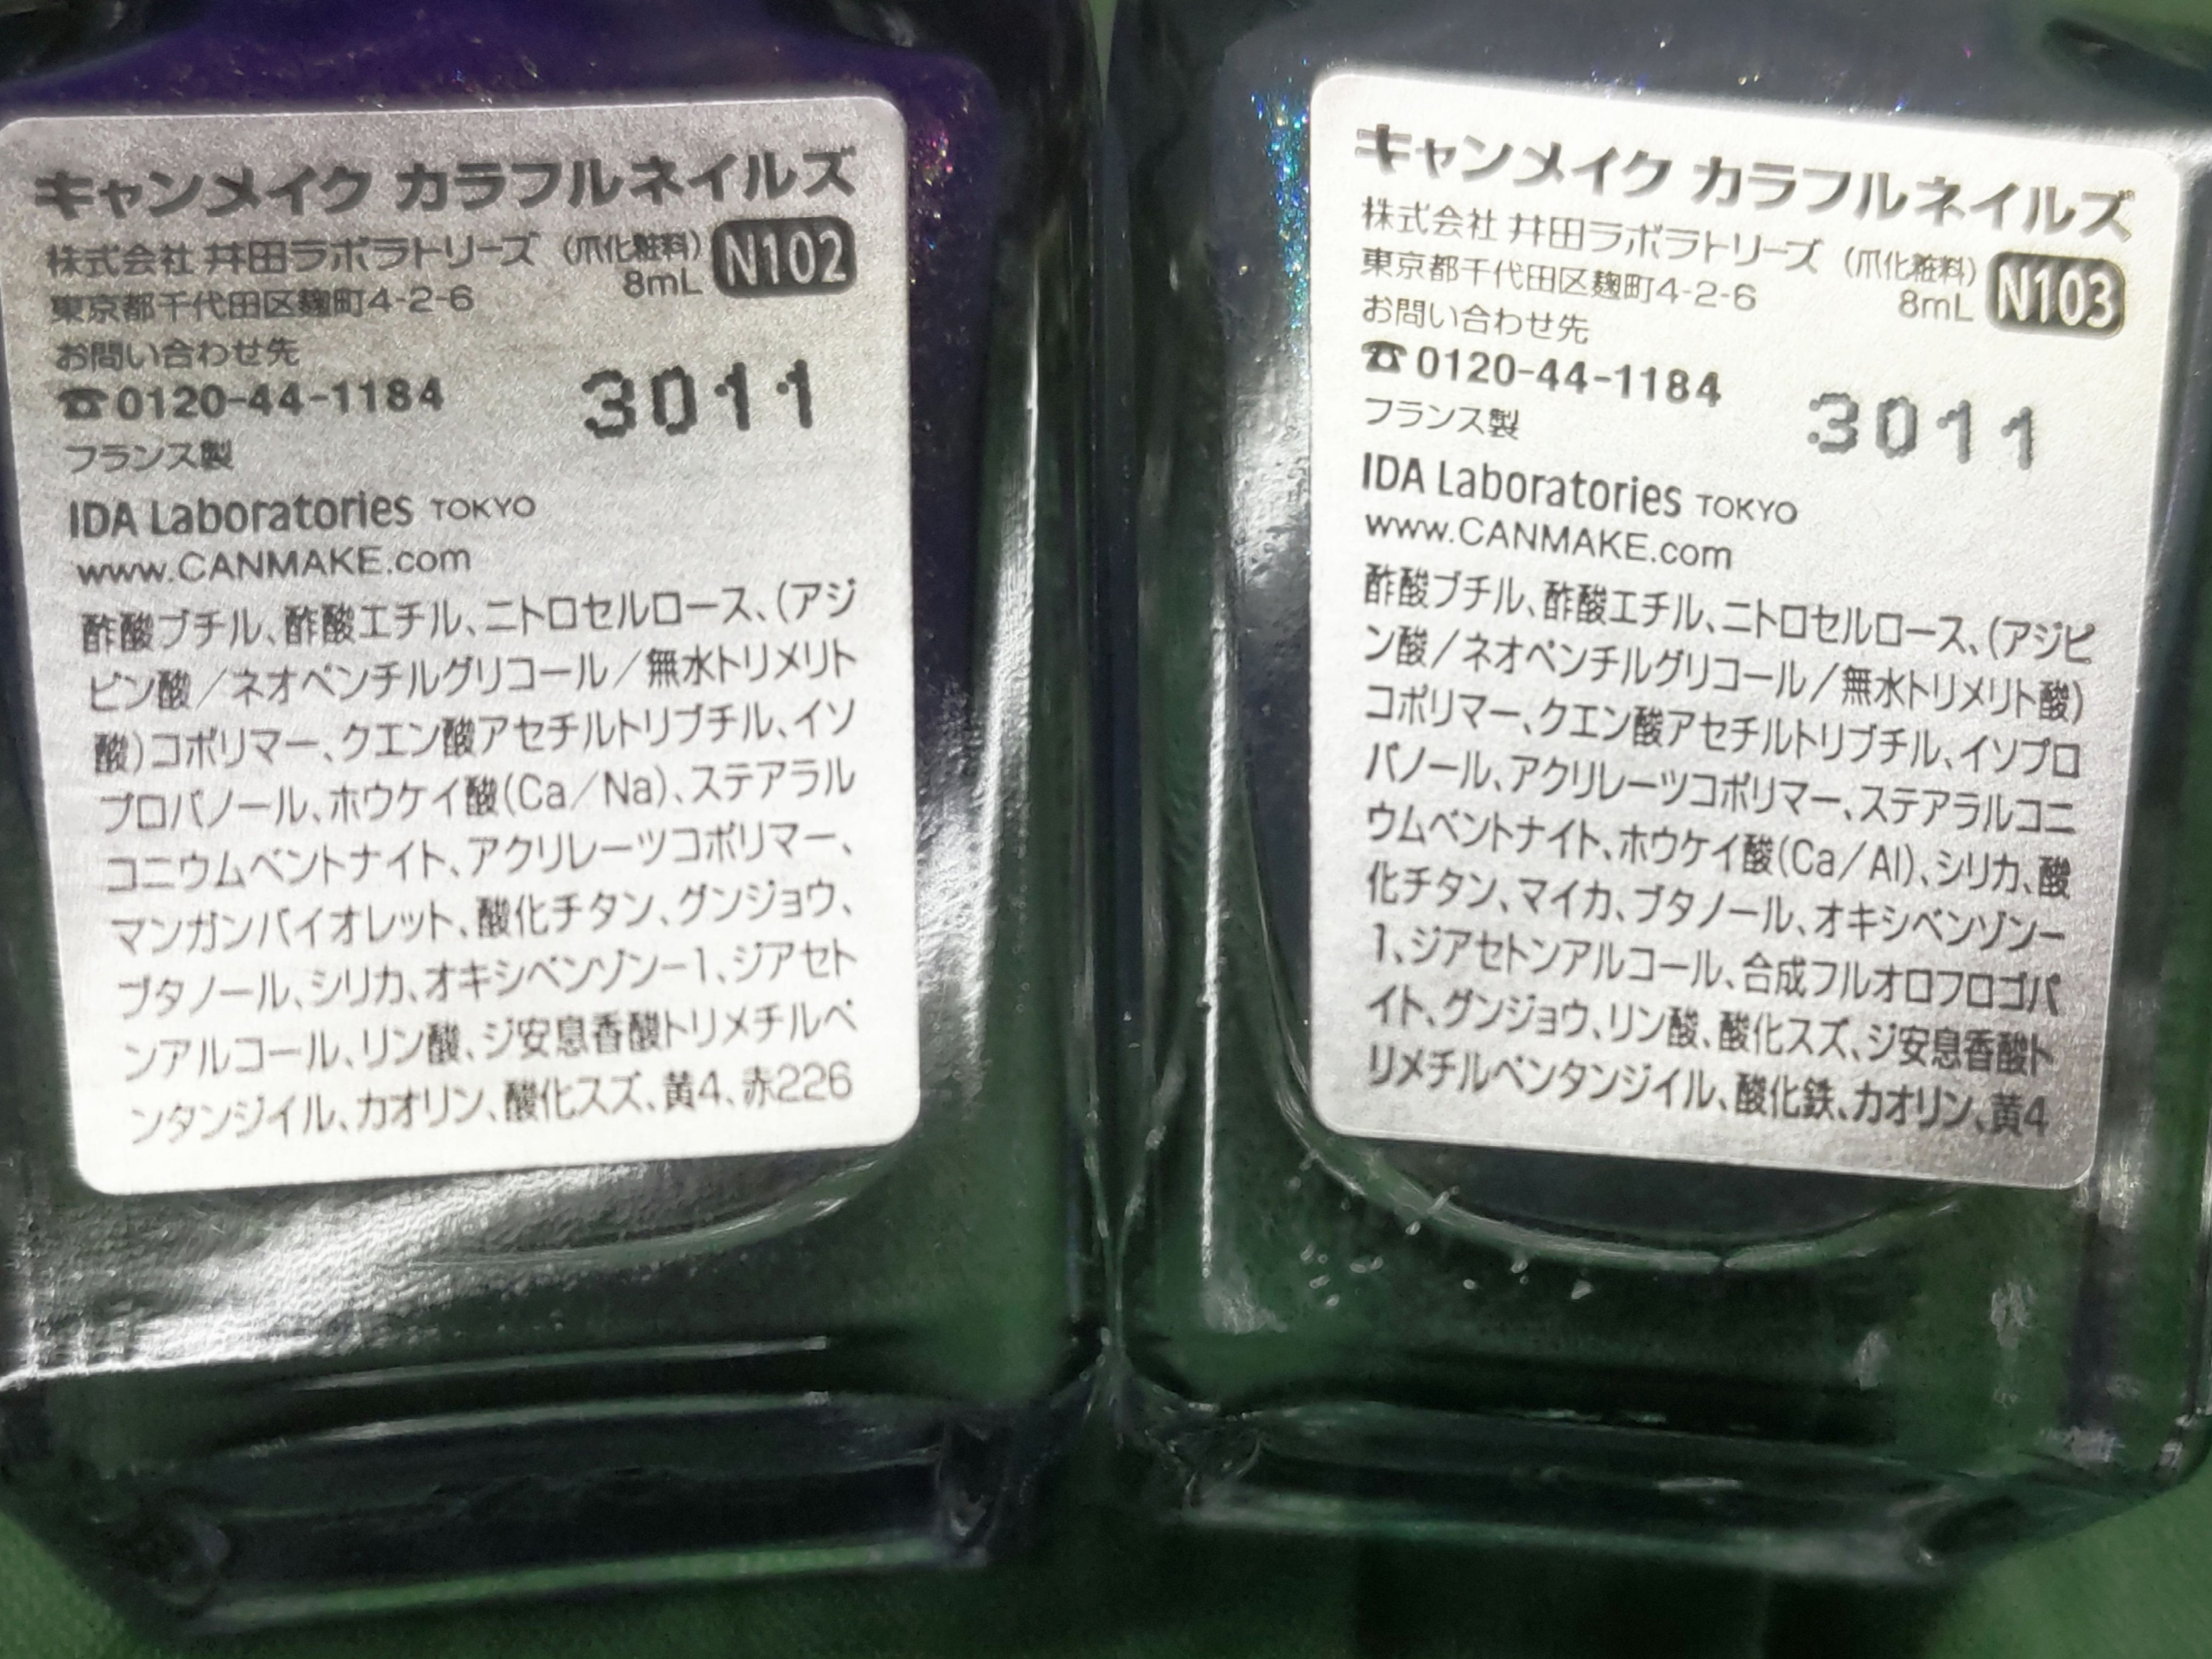 キャンメイク カラフルネイルズ
株式会社 井田ラボラトリーズ (爪化粧料) N102
東京都千代田区麹町4-2-6 8mL
お問い合わせ先
☎0120-44-1184 3011
フランス製
IDA Laboratories TOKYO
www.CANMAKE.com
酢酸ブチル、酢酸エチル、ニトロセルロース、(アジ
ピン酸/ネオペンチルグリコール/無水トリメリト
酸)コポリマー、クエン酸アセチルトリブチル、イソ
プロパノール、ホウケイ酸(Ca/Na)、ステアラル
コニウムベントナイト、アクリレーツコポリマー、
マンガンバイオレット、酸化チタン、グンジョウ、
ブタノール、シリカ、オキシベンゾン-1、ジアセト
ンアルコール、リン酸、ジ安息香酸トリメチルペ
ンタンジイル、カオリン、酸化スズ、黄4、赤226
キャンメイク カラフルネイルズ
株式会社 井田ラボラトリーズ (爪化粧料) N103
東京都千代田区麹町4-2-6 8mL
お問い合わせ先
☎0120-44-1184 3011
フランス製
IDA Laboratories TOKYO
www.CANMAKE.com
酢酸ブチル、酢酸エチル、ニトロセルロース、(アジピ
ン酸/ネオペンチルグリコール/無水トリメリト酸)
コポリマー、クエン酸アセチルトリブチル、イソプロ
パノール、アクリレーツコポリマー、ステアラルコニ
ウムベントナイト、ホウケイ酸(Ca/Al)、シリカ、酸
化チタン、マイカ、ブタノール、オキシベンゾン-
1、ジアセトンアルコール、合成フルオロフロゴパ
イト、グンジョウ、リン酸、酸化スズ、ジ安息香酸ト
リメチルペンタンジイル、酸化鉄、カオリン、黄4